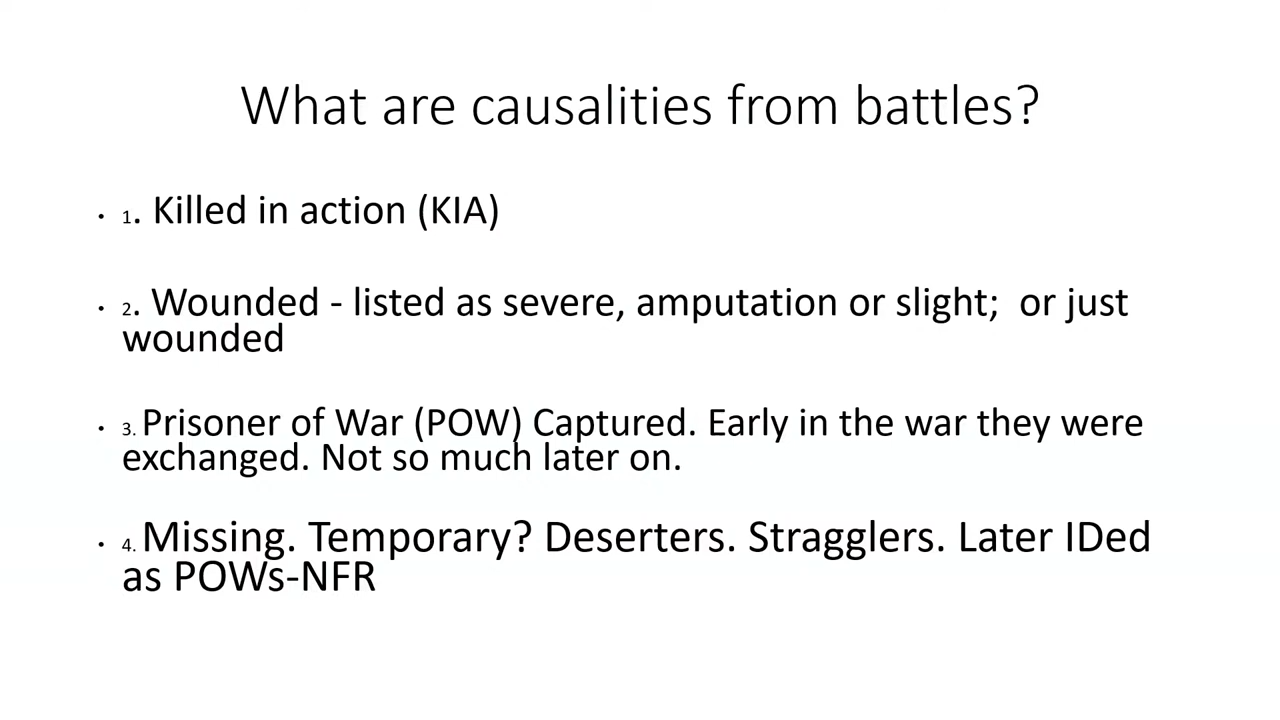 What are causalities from battles?
• 1. Killed in action (KIA)
• 2. Wounded - listed as severe, amputation or slight;  or just
wounded
• 3. Prisoner of War (POW) Captured. Early in the war they were
exchanged. Not so much later on.
• 4. Missing. Temporary? Deserters. Stragglers. Later IDed
as POWs-NFR